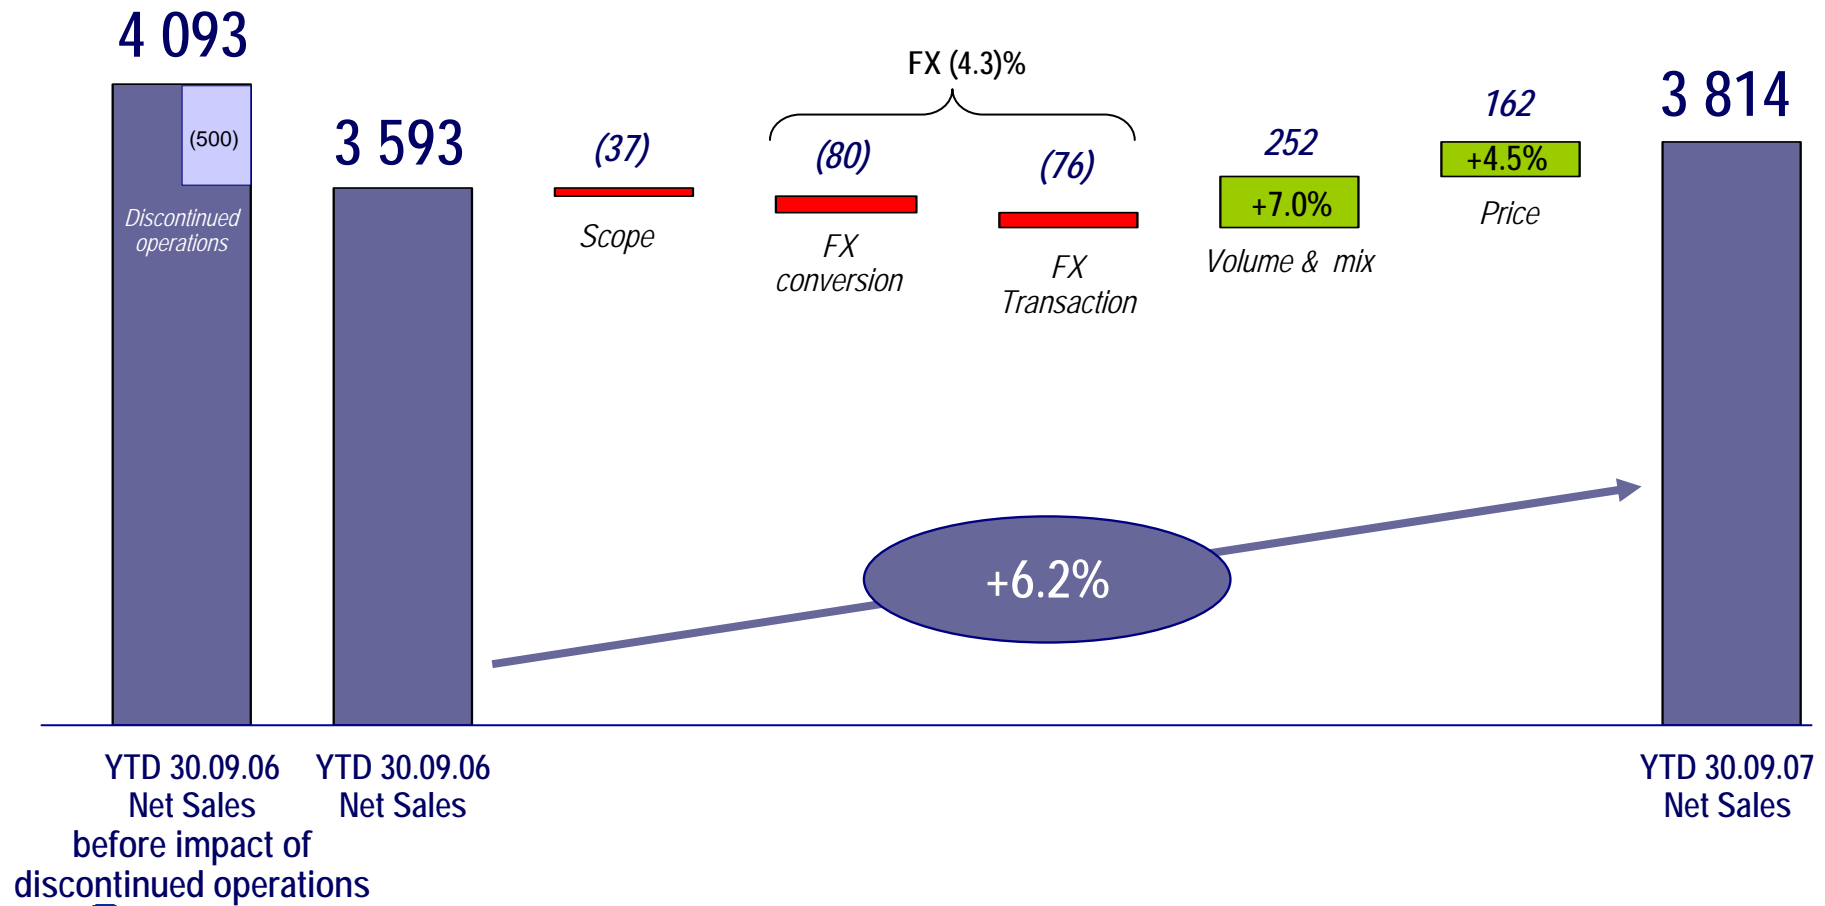 4 093
(500)
Discontinued
operations
3 593
(37)
Scope
FX (4.3)%
(80)
FX
conversion
(76)
FX
Transaction
252
+7.0%
Volume & mix
162
+4.5%
Price
3 814
+6.2%
YTD 30.09.06
Net Sales
before impact of
discontinued operations
YTD 30.09.06
Net Sales
YTD 30.09.07
Net Sales